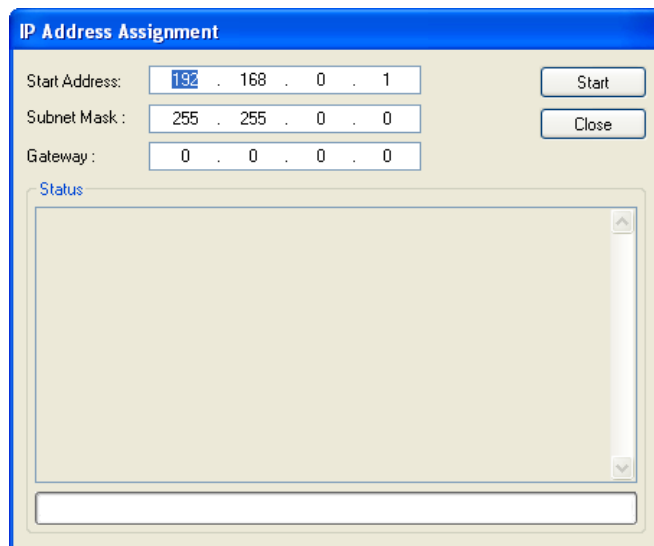 IP Address Assignment
Start Address: 192 . 168 . 0 . 1
Start
Subnet Mask : 255 . 255 . 0 . 0
Close
Gateway : 0 . 0 . 0 . 0
Status